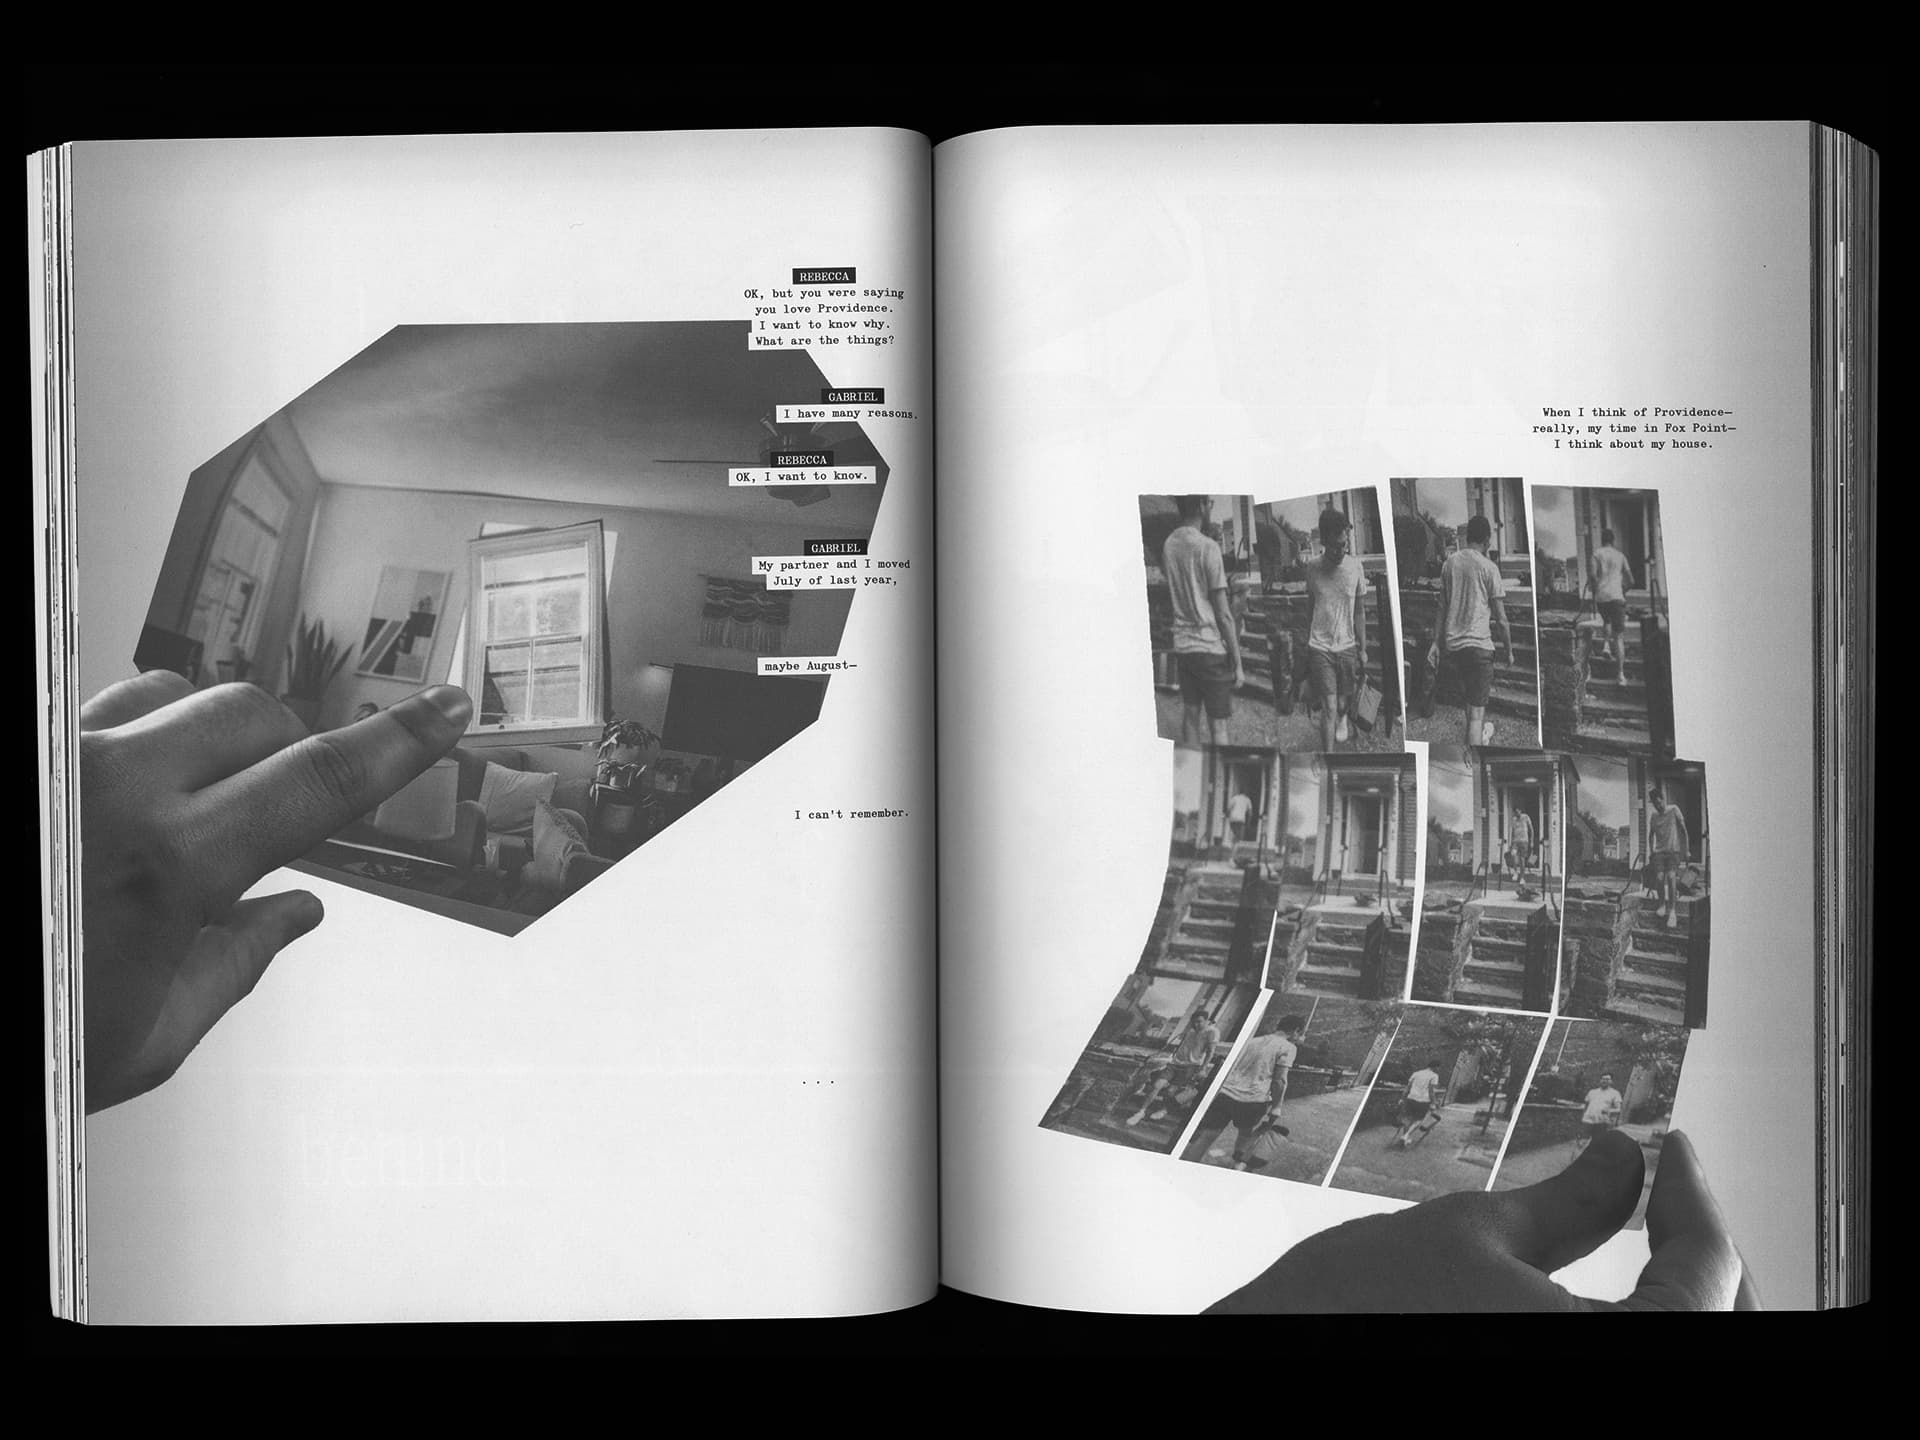 REBECCA
OK, but you were saying
you love Providence.
I want to know why.
What are the things?
GABRIEL
I have many reasons.
REBECCA
OK, I want to know.
GABRIEL
My partner and I moved
July of last year,
maybe August—
I can't remember.
...
behind
When I think of Providence—
really, my time in Fox Point—
I think about my house.